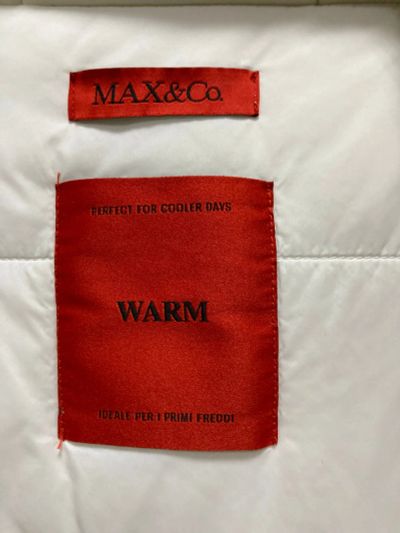 MAX&Co.
PERFECT FOR COOLER DAYS
WARM
IDEALE PER I PRIMI FREDDI